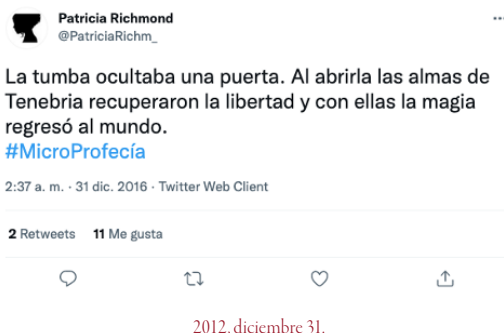 Patricia Richmond
@PatriciaRichm_
La tumba ocultaba una puerta. Al abrirla las almas de
Tenebria recuperaron la libertad y con ellas la magia
regresó al mundo.
#MicroProfecía
2:37 a. m. · 31 dic. 2016 · Twitter Web Client
2 Retweets 11 Me gusta
2012, diciembre 31.